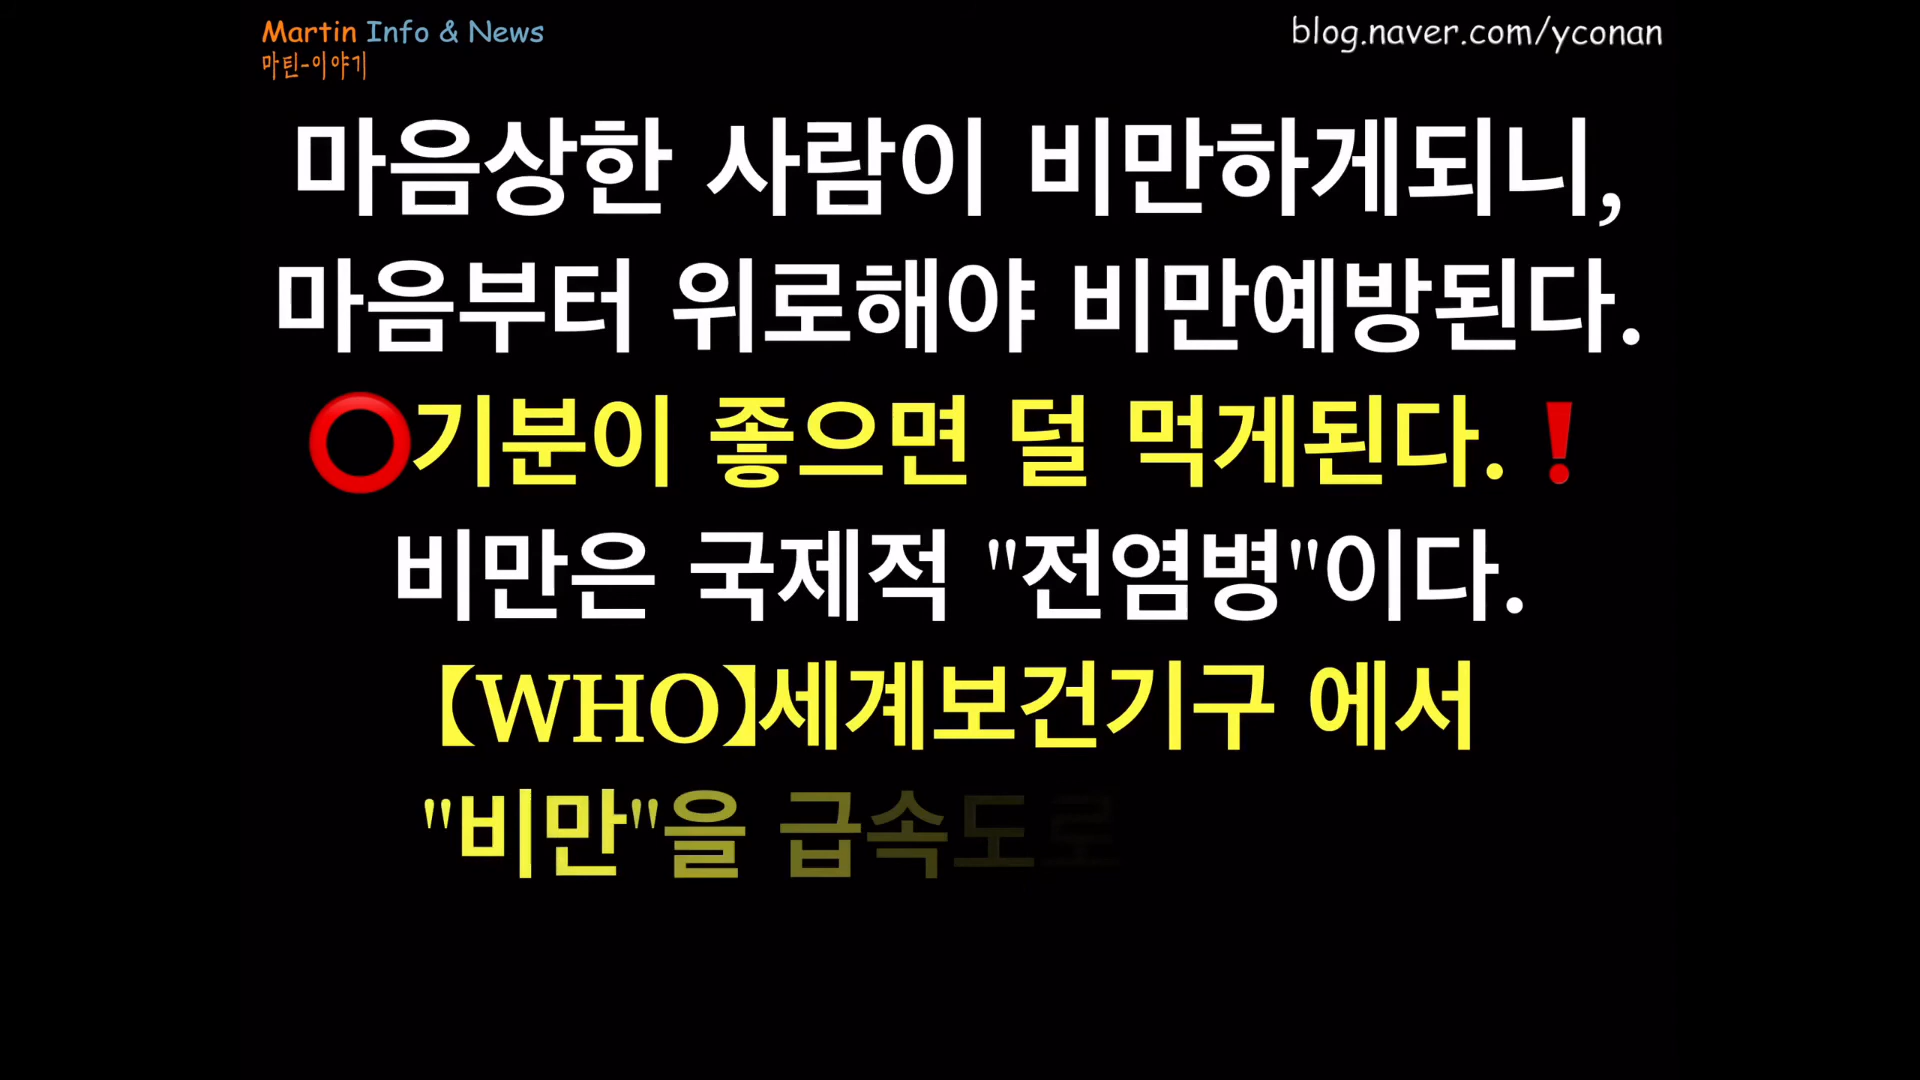 Martin Info & News
마틴-이야기
blog.naver.com/yconan
마음상한 사람이 비만하게되니,
마음부터 위로해야 비만예방된다.
⭕기분이 좋으면 덜 먹게된다.❗
비만은 국제적 "전염병"이다.
【WHO】세계보건기구 에서
"비만"을 급속도로